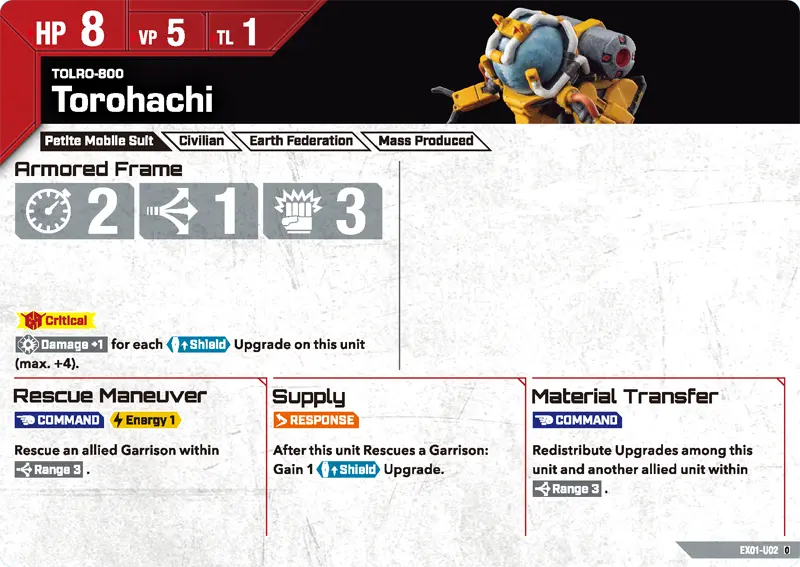 HP 8 VP 5 TL 1
TOLRO-800
Torohachi
Petite Mobile Suit Civilian Earth Federation Mass Produced
Armored Frame
2 1 3
Critical
Damage +1 for each Shield Upgrade on this unit
(max. +4).
Rescue Maneuver
COMMAND Energy 1
Rescue an allied Garrison within
Range 3 .
Supply
RESPONSE
After this unit Rescues a Garrison:
Gain 1 Shield Upgrade.
Material Transfer
COMMAND
Redistribute Upgrades among this
unit and another allied unit within
Range 3 .
EX01-U02 0